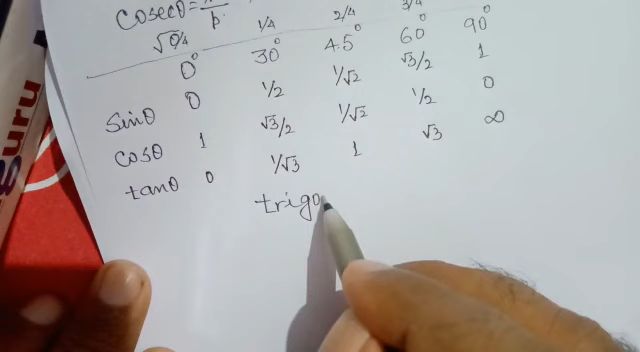 Cosecθ =
p.
√0/4 1/4 2/4 3/4
0° 30° 45° 60° 90°
sinθ 0 1/2 1/√2 √3/2 1
cosθ 1 √3/2 1/√2 1/2 0
tanθ 0 1/√3 1 √3 ∞
trigo
uru